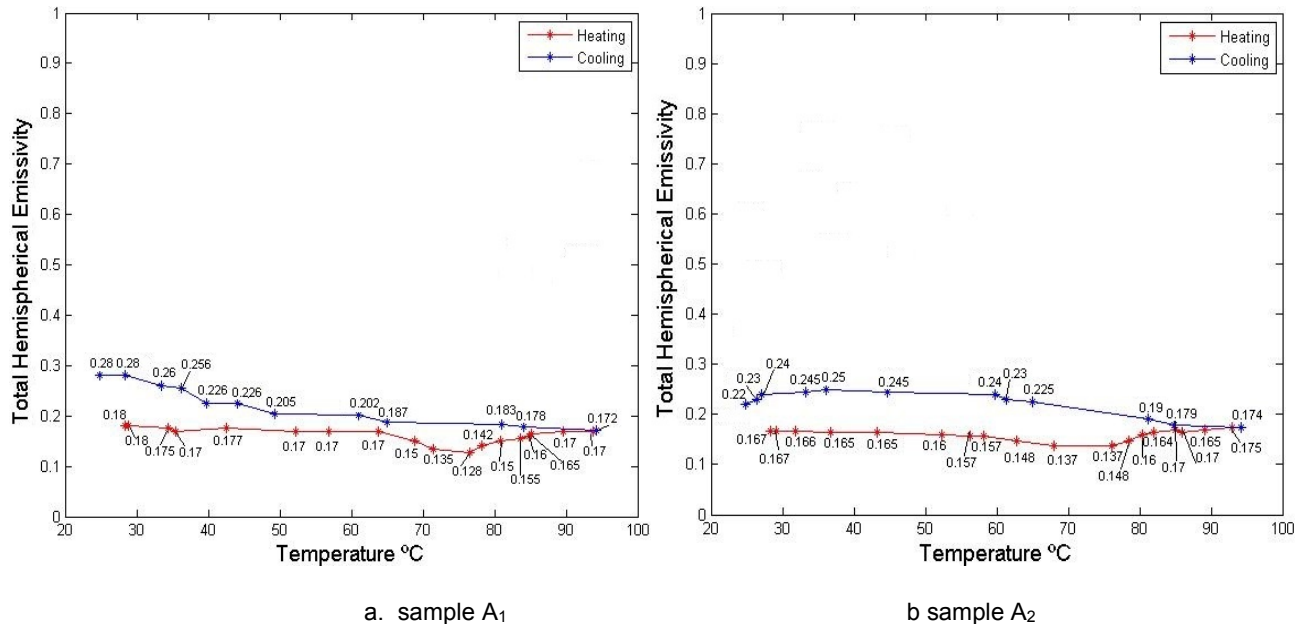 1
0.9
0.8
0.7
0.6
0.5
0.4
0.3
0.2
0.1
0
Total Hemispherical Emissivity
Heating
Cooling
0.28 0.28 0.26 0.256 0.226 0.226 0.205 0.202 0.187 0.183 0.178 0.172
0.18 0.18 0.175 0.17 0.177 0.17 0.17 0.17 0.15 0.135 0.128 0.142 0.15 0.155 0.16 0.165 0.17 0.17
20 30 40 50 60 70 80 90 100
Temperature ºC
a. sample A₁
1
0.9
0.8
0.7
0.6
0.5
0.4
0.3
0.2
0.1
0
Total Hemispherical Emissivity
Heating
Cooling
0.22 0.23 0.24 0.245 0.25 0.245 0.24 0.23 0.225 0.19 0.179 0.174
0.167 0.167 0.166 0.165 0.165 0.16 0.157 0.157 0.148 0.137 0.137 0.148 0.16 0.164 0.17 0.17 0.165 0.175
20 30 40 50 60 70 80 90 100
Temperature ºC
b sample A₂